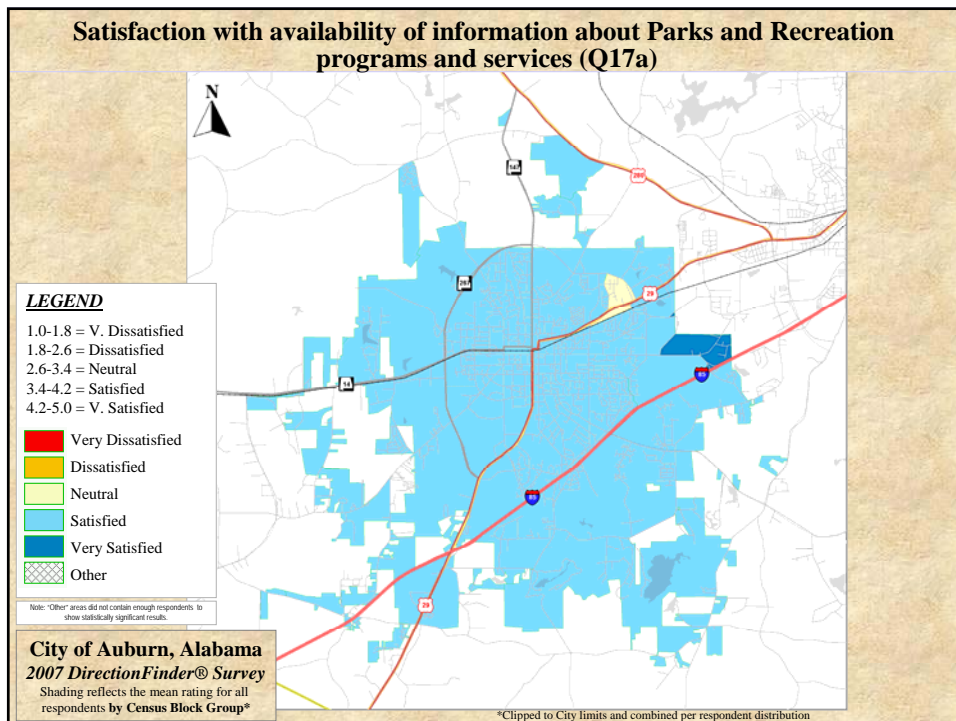 Satisfaction with availability of information about Parks and Recreation
programs and services (Q17a)
N
147
280
267
29
14
85
85
29
LEGEND
1.0-1.8 = V. Dissatisfied
1.8-2.6 = Dissatisfied
2.6-3.4 = Neutral
3.4-4.2 = Satisfied
4.2-5.0 = V. Satisfied
Very Dissatisfied
Dissatisfied
Neutral
Satisfied
Very Satisfied
Other
Note: "Other" areas did not contain enough respondents to
show statistically significant results.
City of Auburn, Alabama
2007 DirectionFinder® Survey
Shading reflects the mean rating for all
respondents by Census Block Group*
*Clipped to City limits and combined per respondent distribution